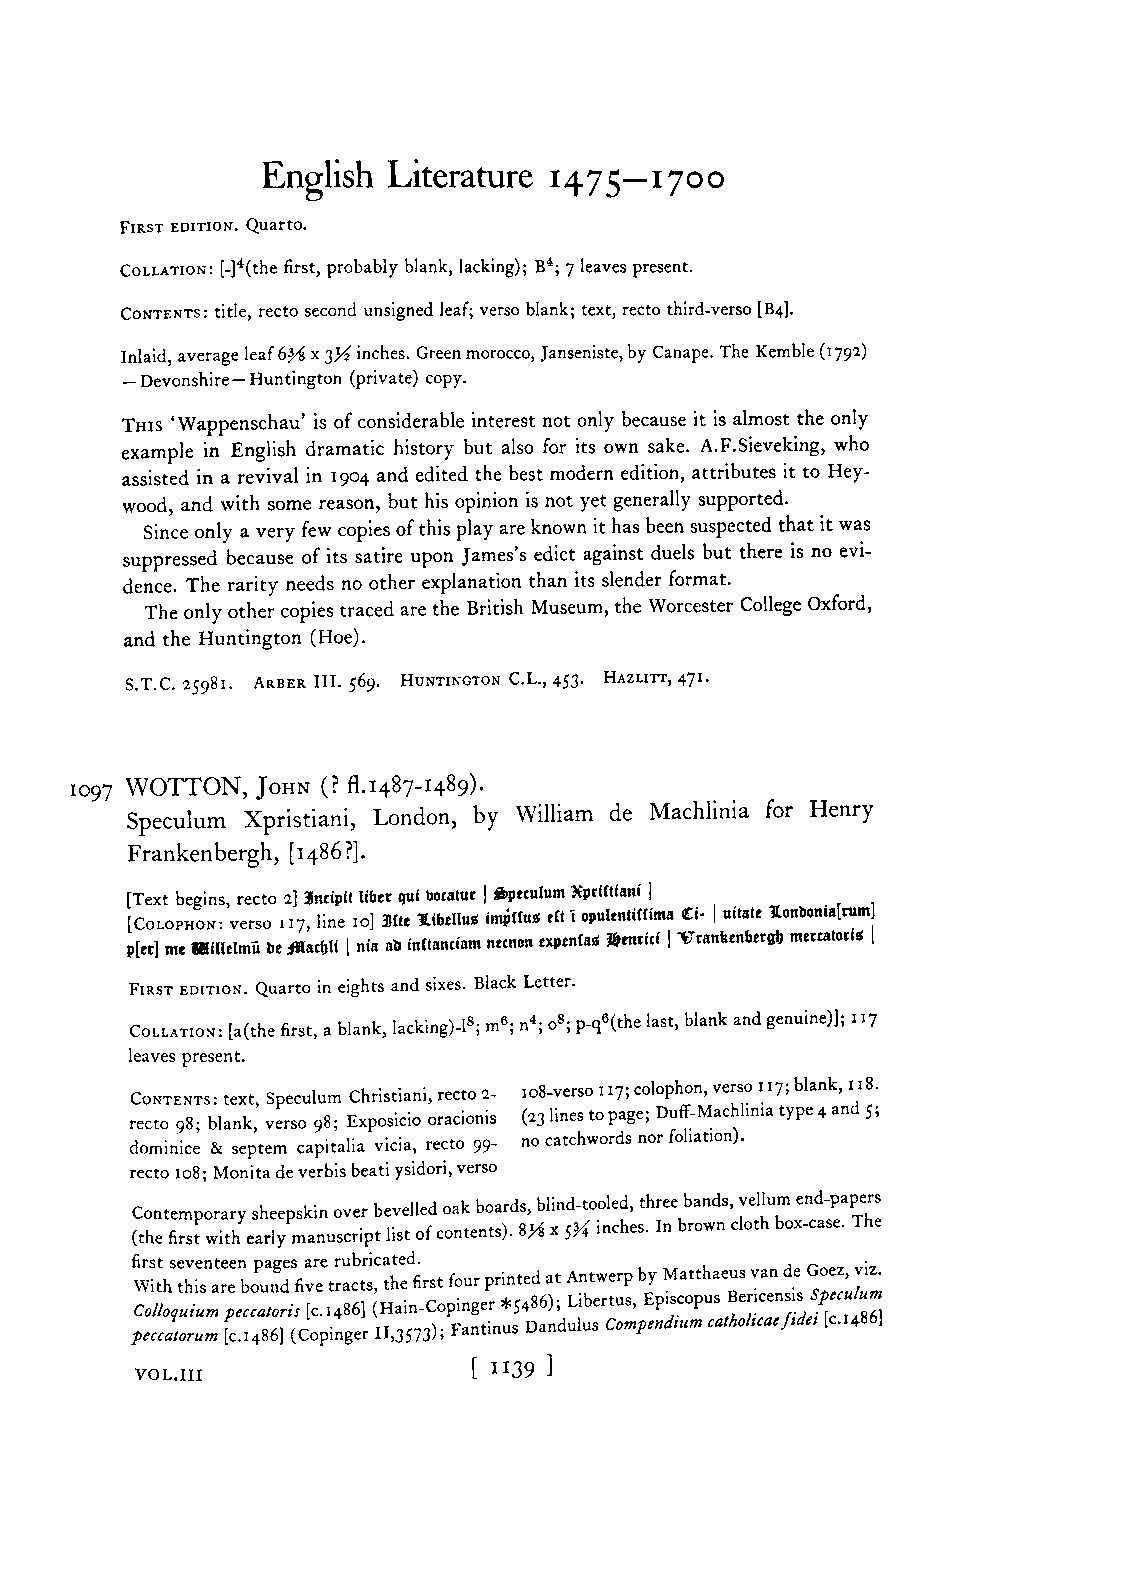 English Literature 1475—1700
FIRST EDITION. Quarto.
COLLATION: [-]⁴(the first, probably blank, lacking); B⁴; 7 leaves present.
CONTENTS: title, recto second unsigned leaf; verso blank; text, recto third-verso [B4].
Inlaid, average leaf 6⅜ x 3½ inches. Green morocco, Janseniste, by Canape. The Kemble (1792)
—Devonshire—Huntington (private) copy.
THIS 'Wappenschau' is of considerable interest not only because it is almost the only
example in English dramatic history but also for its own sake. A.F.Sieveking, who
assisted in a revival in 1904 and edited the best modern edition, attributes it to Hey-
wood, and with some reason, but his opinion is not yet generally supported.
Since only a very few copies of this play are known it has been suspected that it was
suppressed because of its satire upon James's edict against duels but there is no evi-
dence. The rarity needs no other explanation than its slender format.
The only other copies traced are the British Museum, the Worcester College Oxford,
and the Huntington (Hoe).
S.T.C. 25981. ARBER III. 569. HUNTINGTON C.L., 453. HAZLITT, 471.
1097 WOTTON, JOHN (? fl.1487-1489).
Speculum Xpristiani, London, by William de Machlinia for Henry
Frankenbergh, [1486?].
[Text begins, recto 2] Incipit liber qui vocatur | Speculum Xpristiani |
[COLOPHON: verso 117, line 10] Iste Libellus imp̄ssus est ī opulentissima Ci- | uitate Londonia[rum]
p[er] me Willelmū de Machli | nia ad instanciam necnon expensas Henrici | Vrankenbergh mercatoris |
FIRST EDITION. Quarto in eights and sixes. Black Letter.
COLLATION: [a(the first, a blank, lacking)-l⁸; m⁶; n⁴; o⁸; p-q⁶(the last, blank and genuine)]; 117
leaves present.
CONTENTS: text, Speculum Christiani, recto 2-
recto 98; blank, verso 98; Exposicio oracionis
dominice & septem capitalia vicia, recto 99-
recto 108; Monita de verbis beati ysidori, verso
108-verso 117; colophon, verso 117; blank, 118.
(23 lines to page; Duff-Machlinia type 4 and 5;
no catchwords nor foliation).
Contemporary sheepskin over bevelled oak boards, blind-tooled, three bands, vellum end-papers
(the first with early manuscript list of contents). 8⅛ x 5¾ inches. In brown cloth box-case. The
first seventeen pages are rubricated.
With this are bound five tracts, the first four printed at Antwerp by Matthaeus van de Goez, viz.
Colloquium peccatoris [c.1486] (Hain-Copinger *5486); Libertus, Episcopus Bericensis Speculum
peccatorum [c.1486] (Copinger II,3573); Fantinus Dandulus Compendium catholicae fidei [c.1486]
VOL.III
[ 1139 ]